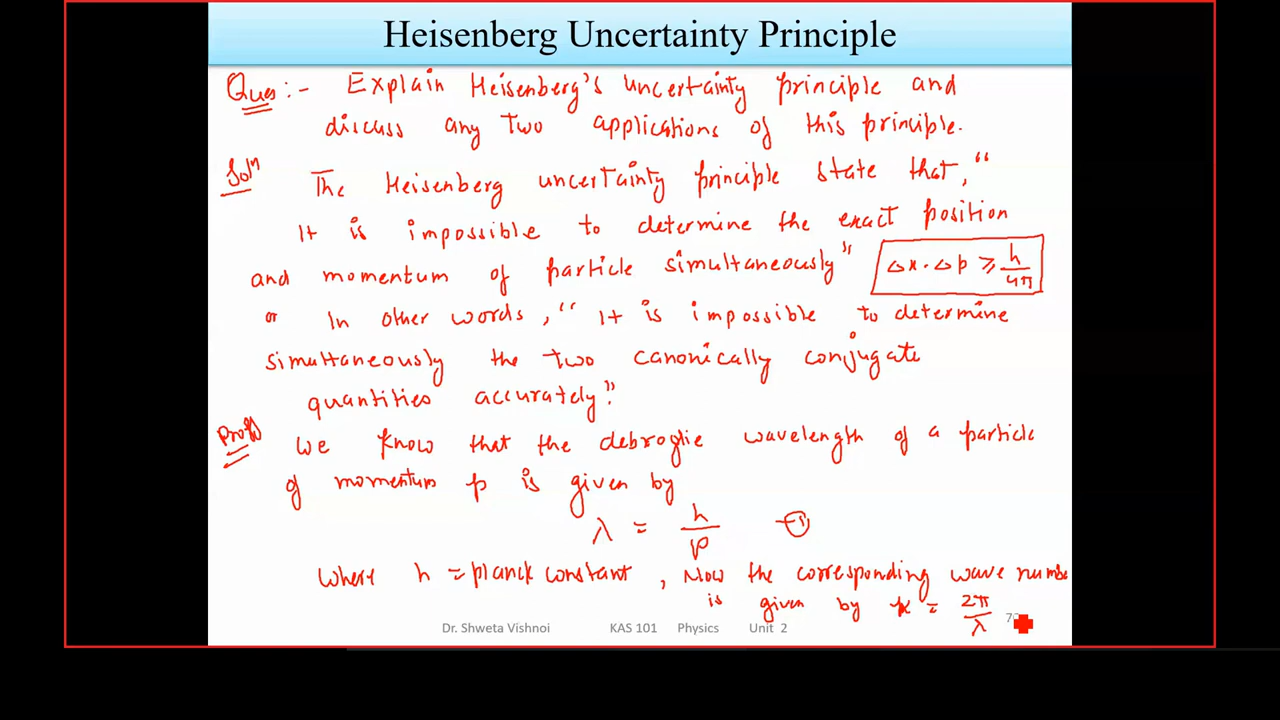 Heisenberg Uncertainty Principle
Ques :- Explain Heisenberg's uncertainty principle and
discuss any two applications of this principle.
Solⁿ The Heisenberg uncertainty principle state that, "
It is impossible to determine the exact position
and momentum of particle simultaneously" Δx.Δp ≥ h/4π
or In other words, " It is impossible to determine
simultaneously the two canonically conjugate
quantities accurately."
Proof We know that the debroglie wavelength of a particle
of momentum p is given by
λ = h/p —①
where h = planck constant, Now the corresponding wave numbe
is given by k = 2π/λ
Dr. Shweta Vishnoi KAS 101 Physics Unit 2